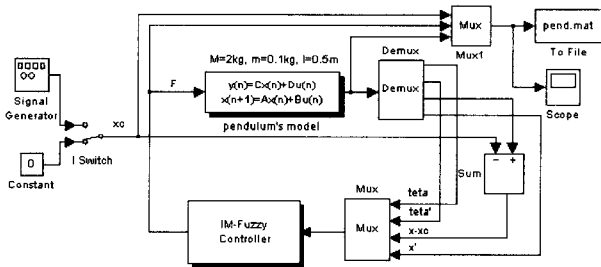 Mux
pend.mat
Mux1
To File
M=2kg, m=0.1kg, l=0.5m
Demux
F
y(n)=Cx(n)+Du(n)
x(n+1)=Ax(n)+Bu(n)
Demux
Signal
Generator
Scope
xc
pendulum's model
0
I Switch
Constant
Sum
Mux
teta
teta'
IM-Fuzzy
Controller
Mux
x-xc
x'